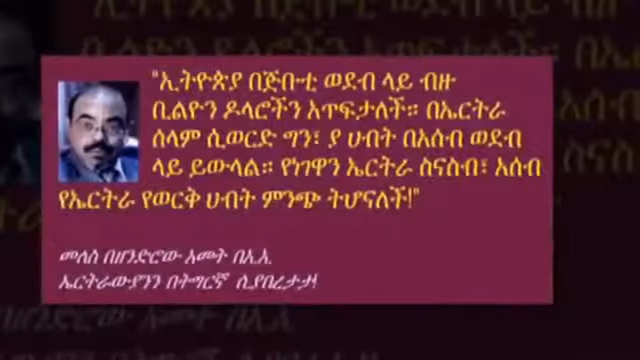 "ኢትዮጵያ በጅቡቲ ወደብ ላይ ብዙ
ቢልዮን ዶላሮችን አጥፍታለች። በኤርትራ
ሰላም ሲወርድ ግን፣ ያ ሀብት በአሰብ ወደብ
ላይ ይውላል። የነገዋን ኤርትራ ስናስብ፣ አሰብ
የኤርትራ የወርቅ ሀብት ምንጭ ትሆናለች!"
መለስ በዘንድሮው አመት በአ.አ.
ኤርትራውያንን በትግርኛ ሲያበረታታ!